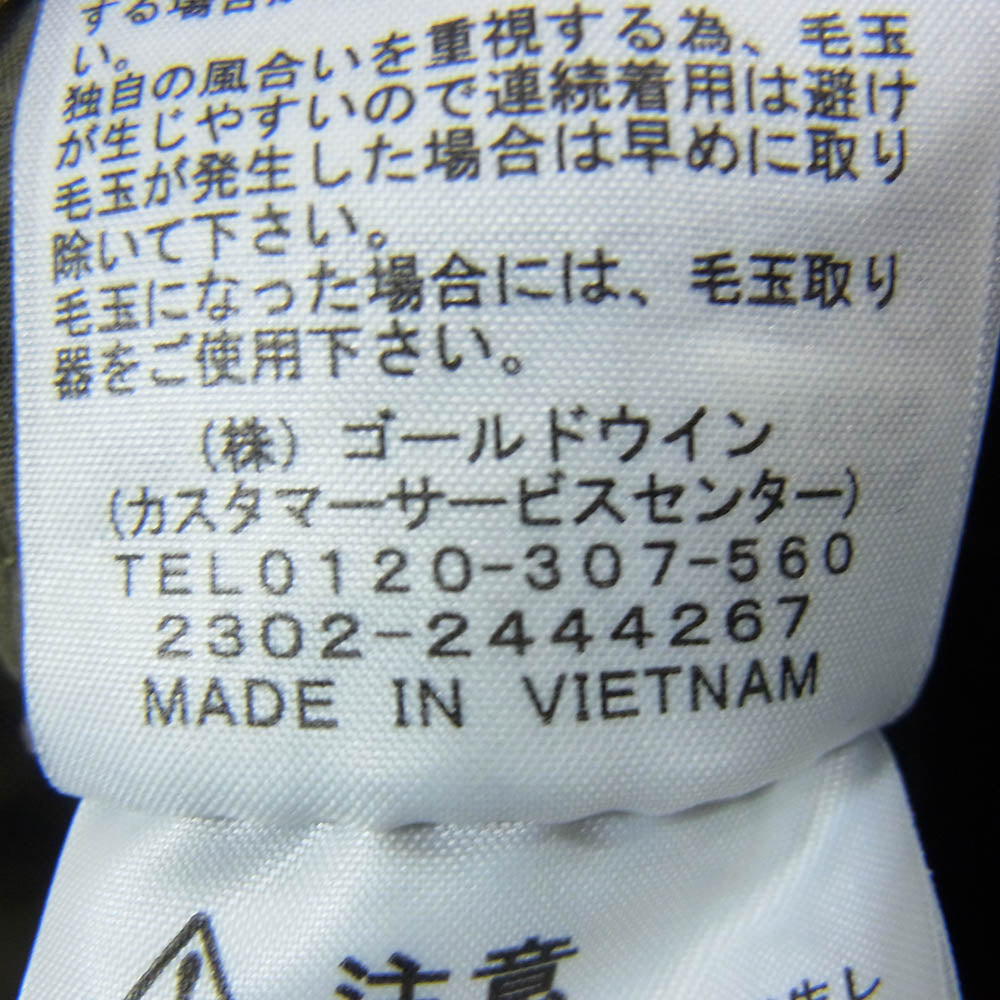 する場合が
い。
独自の風合いを重視する為、毛玉
が生じやすいので連続着用は避け
毛玉が発生した場合は早めに取り
除いて下さい。
毛玉になった場合には、毛玉取り
器をご使用下さい。
(株) ゴールドウイン
(カスタマーサービスセンター)
TEL0120-307-560
2302-2444267
MADE IN VIETNAM
注意